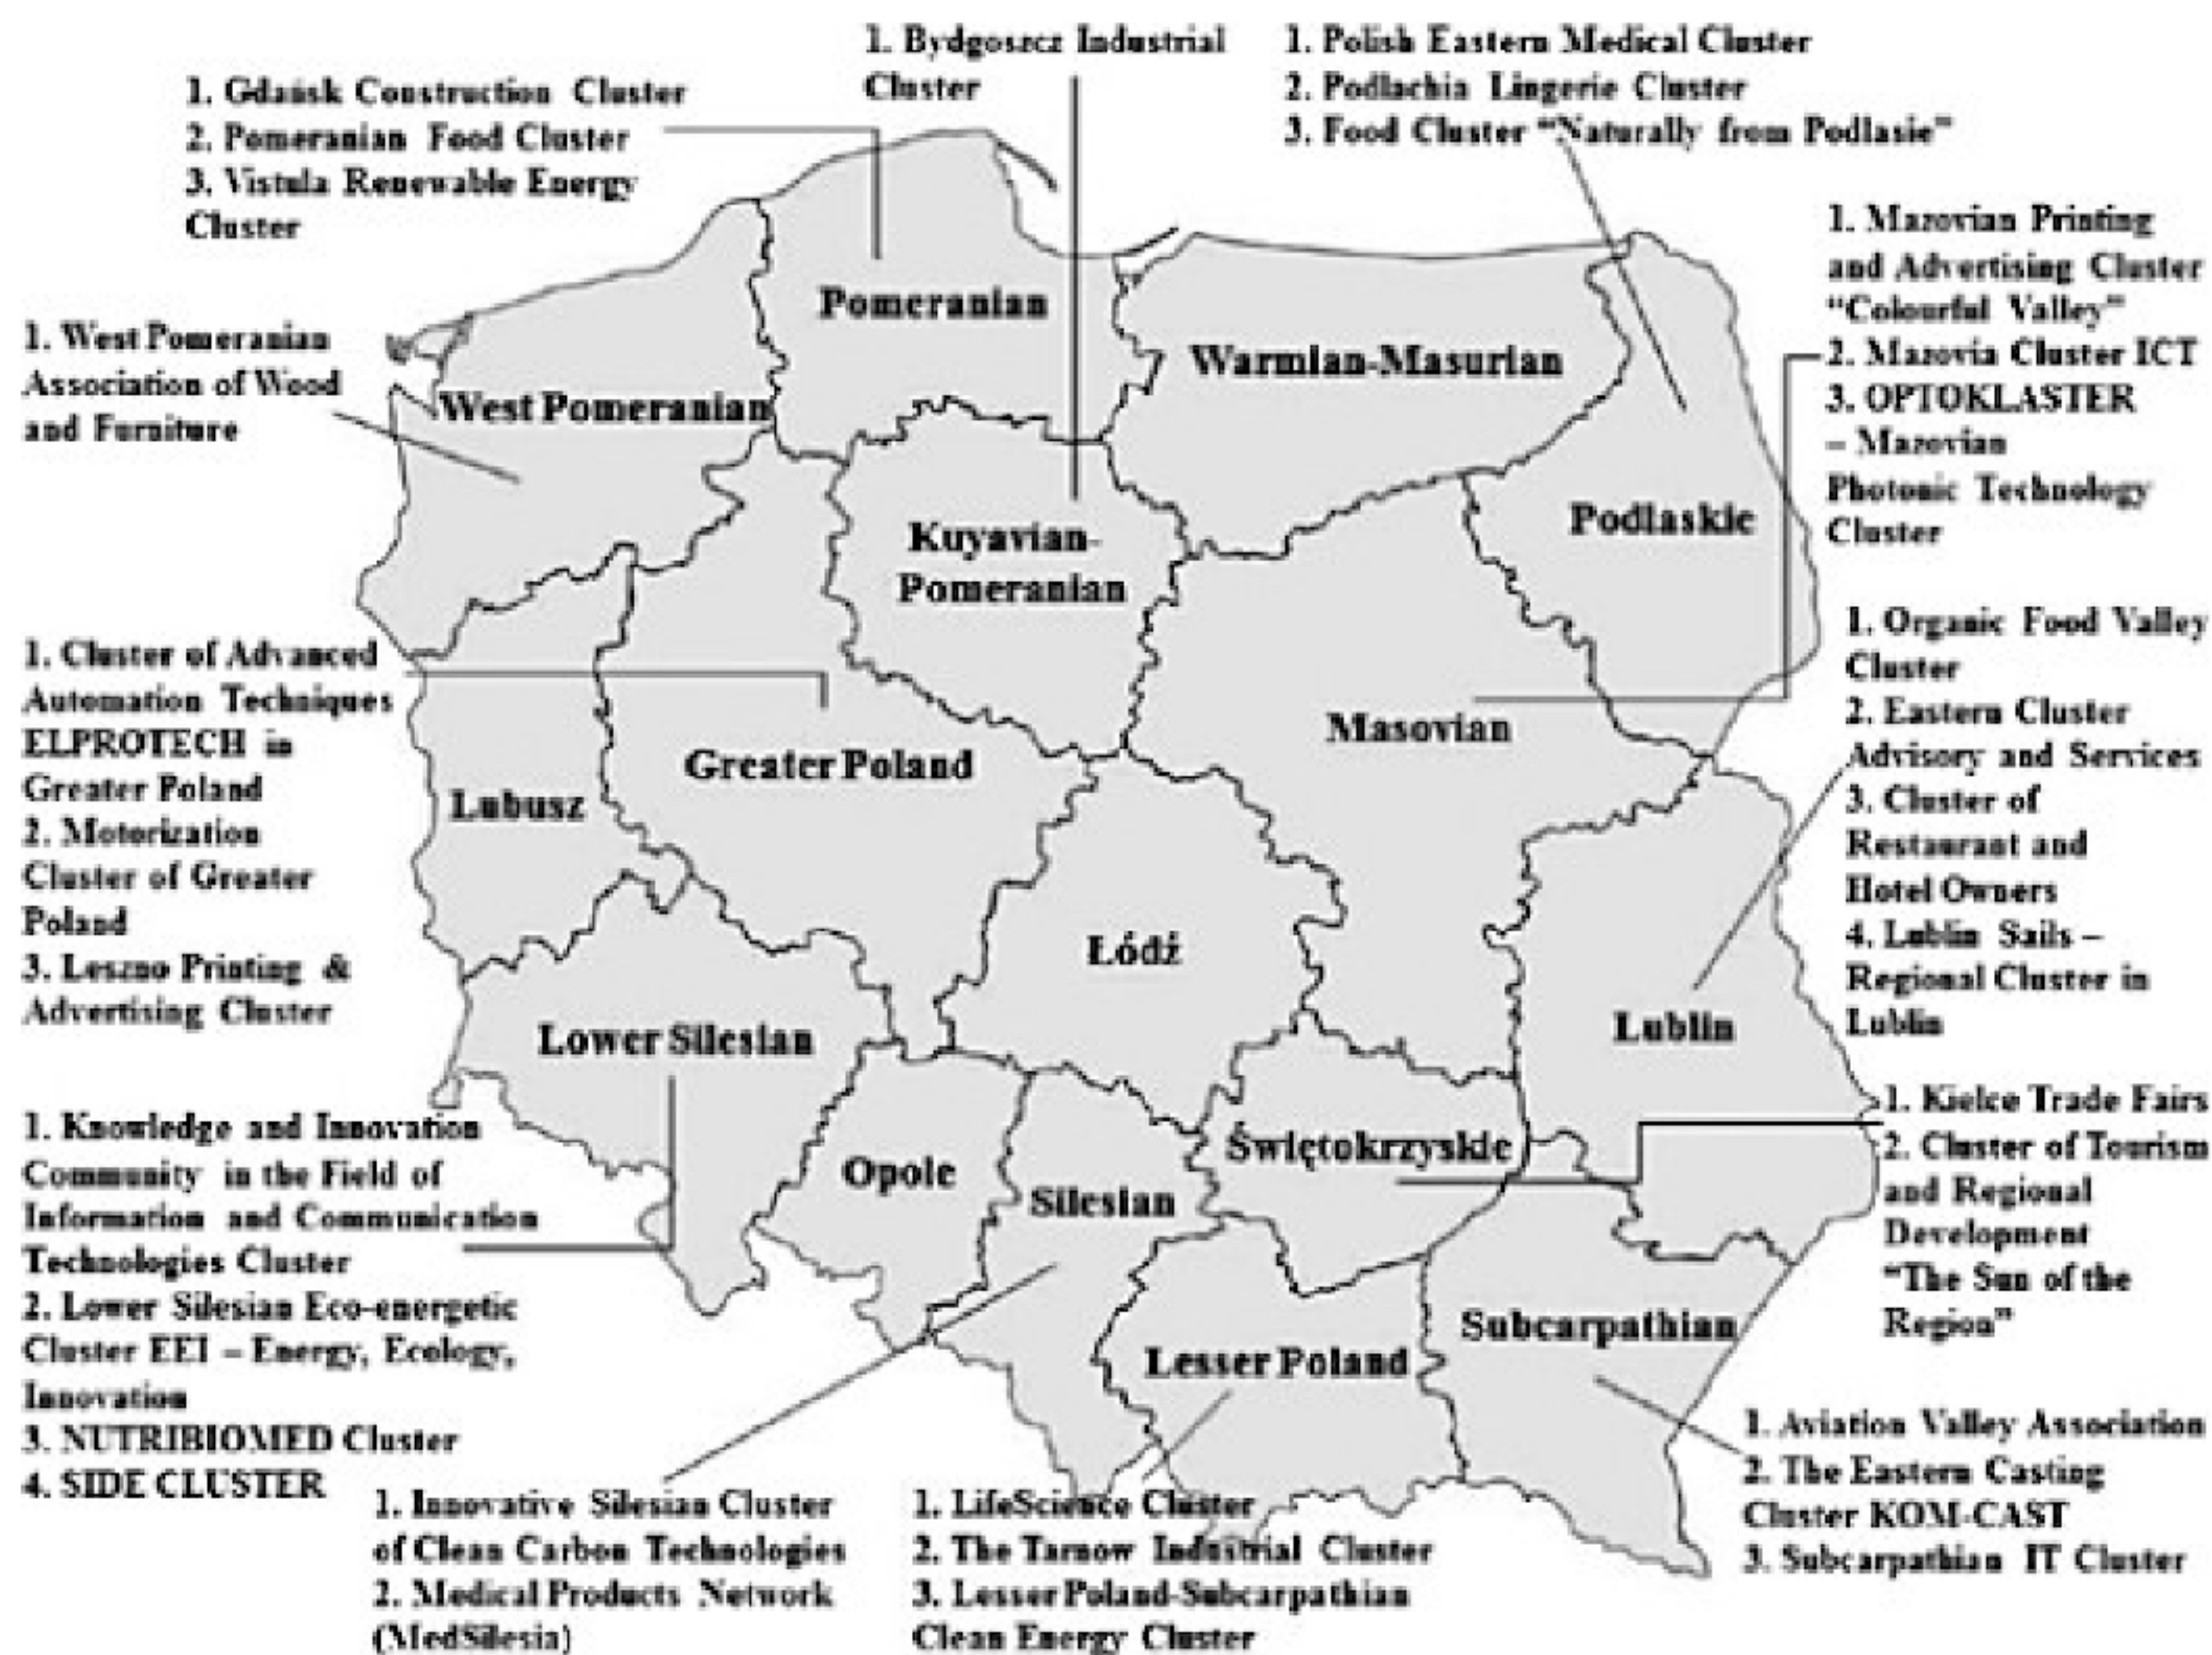 1. Bydgoszcz Industrial
Cluster
1. Polish Eastern Medical Cluster
2. Podlachia Lingerie Cluster
3. Food Cluster “Naturally from Podlasie”
1. Gdańsk Construction Cluster
2. Pomeranian Food Cluster
3. Vistula Renewable Energy
Cluster
1. Mazovian Printing
and Advertising Cluster
“Colourful Valley”
2. Mazovia Cluster ICT
3. OPTOKLASTER
– Mazovian
Photonic Technology
Cluster
1. West Pomeranian
Association of Wood
and Furniture
Pomeranian
Warmian-Masurian
West Pomeranian
Podlaskie
Kuyavian-
Pomeranian
1. Cluster of Advanced
Automation Techniques
ELPROTECH in
Greater Poland
2. Motorization
Cluster of Greater
Poland
3. Leszno Printing &
Advertising Cluster
1. Organic Food Valley
Cluster
2. Eastern Cluster
Advisory and Services
3. Cluster of
Restaurant and
Hotel Owners
4. Lublin Sails –
Regional Cluster in
Lublin
Masovian
Greater Poland
Lubusz
Łódź
Lower Silesian
Lublin
1. Kielce Trade Fairs
2. Cluster of Tourism
and Regional
Development
“The Sun of the
Region”
1. Knowledge and Innovation
Community in the Field of
Information and Communication
Technologies Cluster
2. Lower Silesian Eco-energetic
Cluster EEI – Energy, Ecology,
Innovation
3. NUTRIBIOMED Cluster
4. SIDE CLUSTER
Świętokrzyskie
Opole
Silesian
Subcarpathian
Lesser Poland
1. Aviation Valley Association
2. The Eastern Casting
Cluster KOM-CAST
3. Subcarpathian IT Cluster
1. Innovative Silesian Cluster
of Clean Carbon Technologies
2. Medical Products Network
(MedSilesia)
1. LifeScience Cluster
2. The Tarnow Industrial Cluster
3. Lesser Poland-Subcarpathian
Clean Energy Cluster